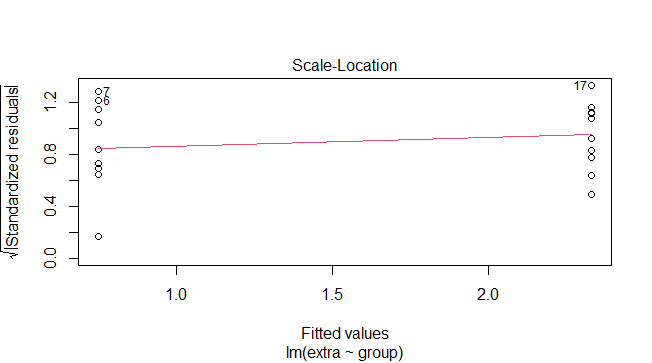 Scale-Location
√|Standardized residuals|
0.0 0.4 0.8 1.2
7
6
17
1.0 1.5 2.0
Fitted values
lm(extra ~ group)